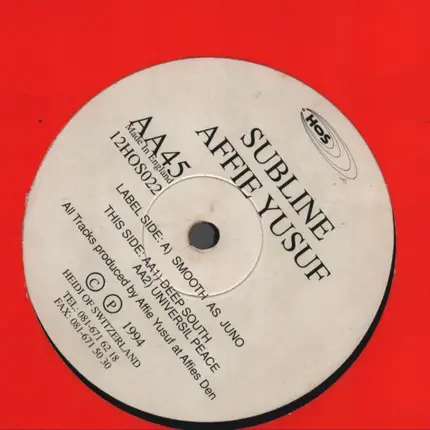 HOS
SUBLINE
AFFIE YUSUF
AA45
Made in England
12HOS022
LABEL SIDE: A) SMOOTH AS JUNO
THIS SIDE: AA1) DEEP SOUTH
AA2) UNIVERSIL PEACE
All Tracks produced by Affie Yusuf at Affies Den
C P 1994
HEIDI OF SWITZERLAND
TEL: 081-671 62 18
FAX: 081-671 50 30